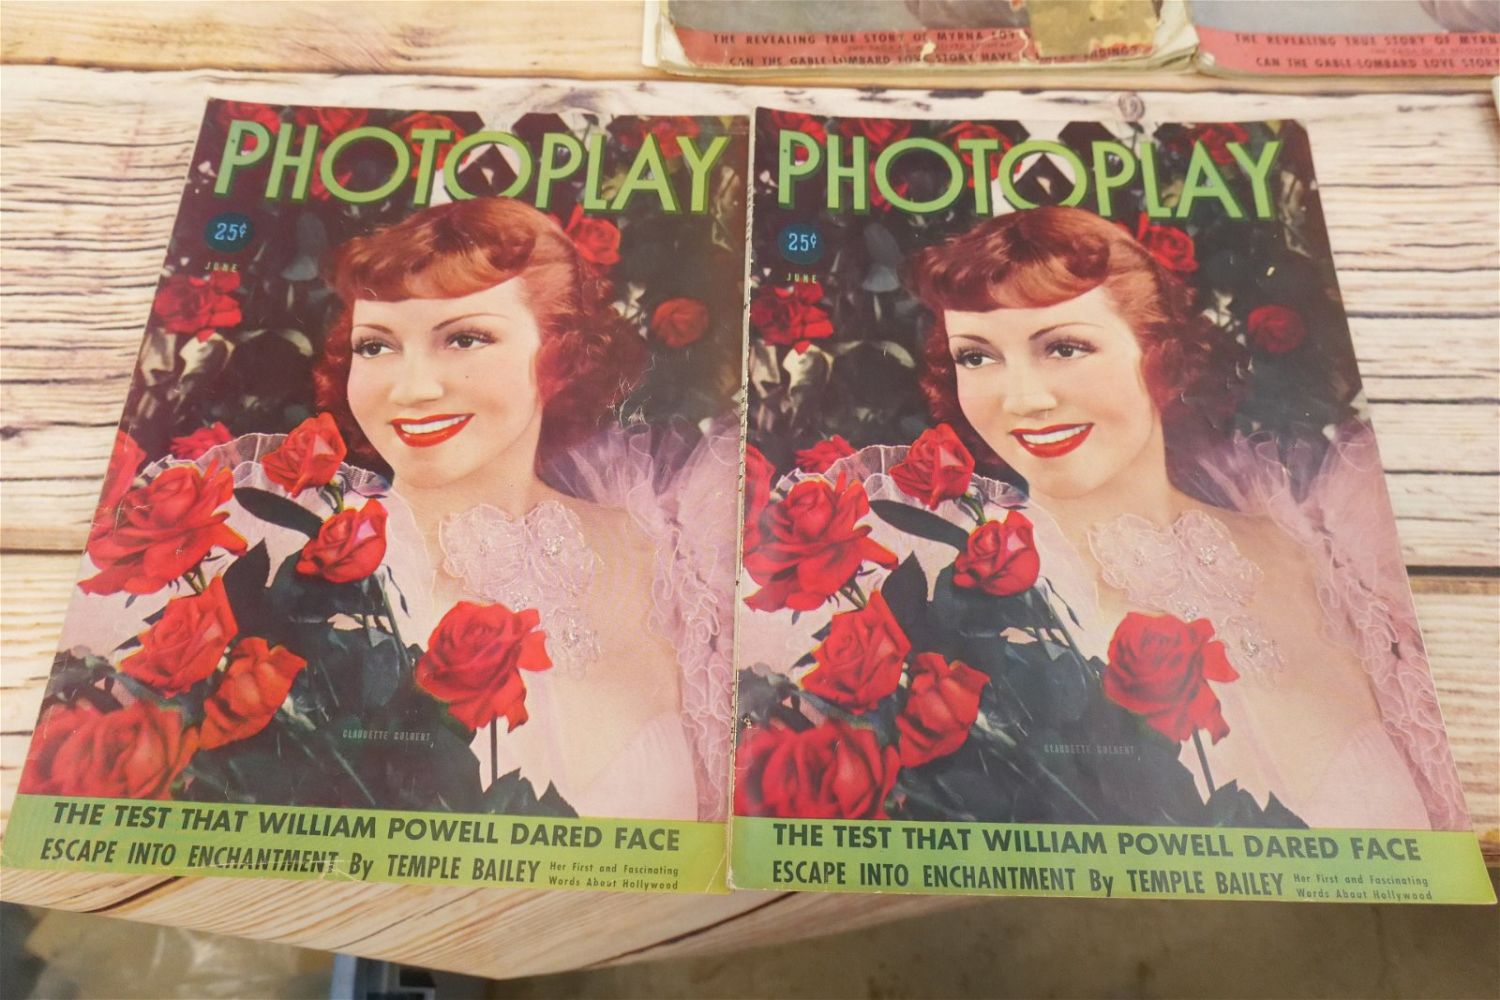 THE REVEALING TRUE STORY OF MYRNA LOY
CAN THE GABLE-LOMBARD LOVE STORY HAVE
THE REVEALING TRUE STORY OF MYRN
CAN THE GABLE-LOMBARD LOVE STORY
PHOTOPLAY
25¢
JUNE
CLAUDETTE COLBERT
THE TEST THAT WILLIAM POWELL DARED FACE
ESCAPE INTO ENCHANTMENT By TEMPLE BAILEY
Her First and Fascinating
Words About Hollywood
PHOTOPLAY
25¢
JUNE
CLAUDETTE COLBERT
THE TEST THAT WILLIAM POWELL DARED FACE
ESCAPE INTO ENCHANTMENT By TEMPLE BAILEY
Her First and Fascinating
Words About Hollywood